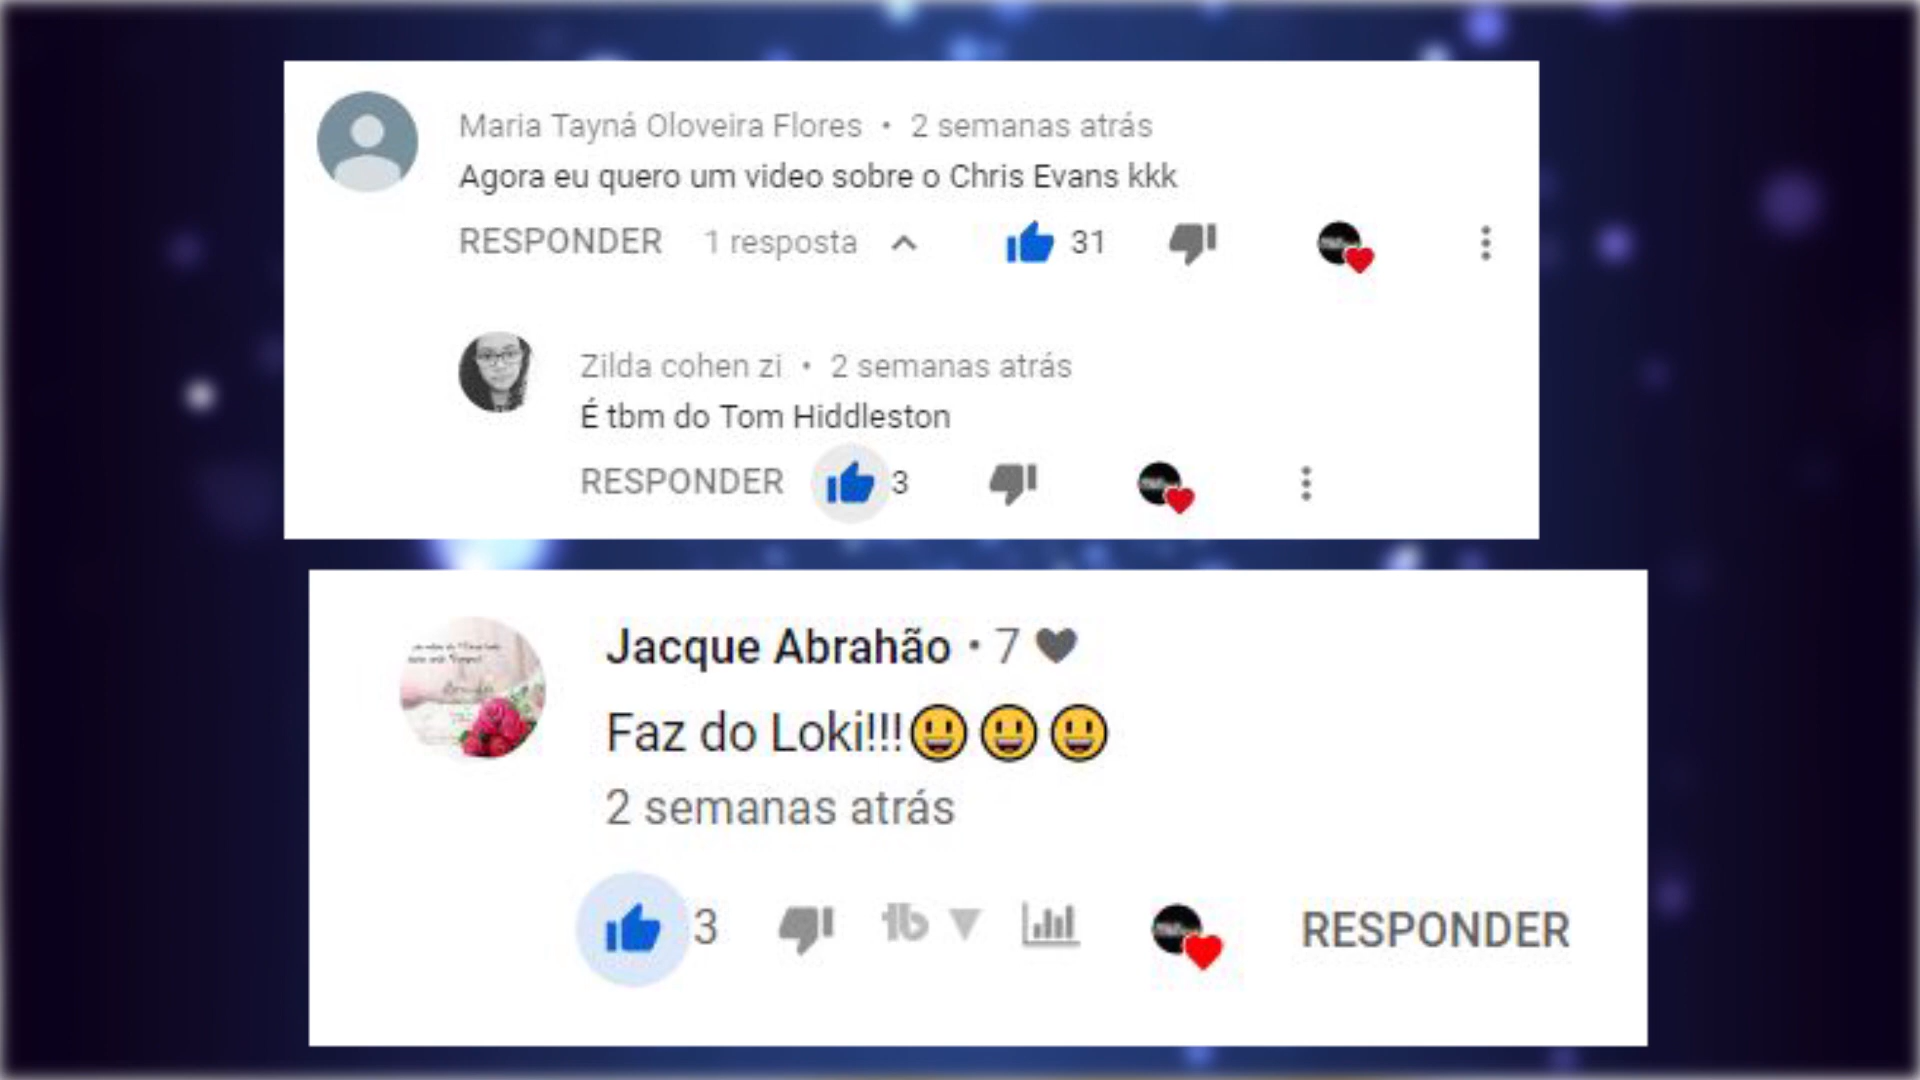 Maria Tayná Oloveira Flores • 2 semanas atrás
Agora eu quero um video sobre o Chris Evans kkk
RESPONDER 1 resposta 31
Zilda cohen zi • 2 semanas atrás
É tbm do Tom Hiddleston
RESPONDER 3
Jacque Abrahão • 7 🖤
Faz do Loki!!!😃😃😃
2 semanas atrás
3 tb RESPONDER